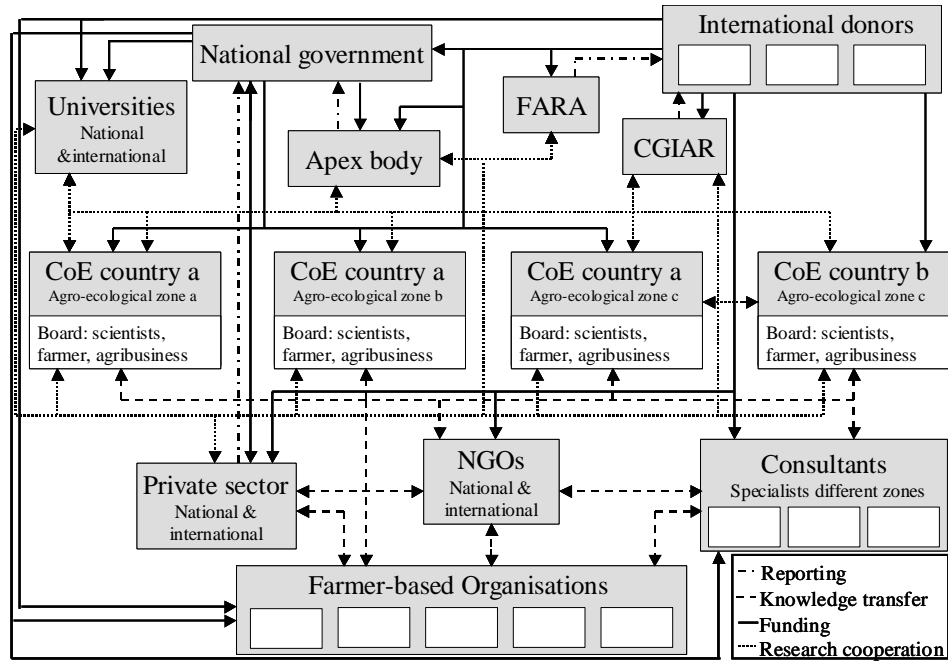 International donors
National government
Universities
National
&international
FARA
CGIAR
Apex body
CoE country a
Agro-ecological zone a
Board: scientists,
farmer, agribusiness
CoE country a
Agro-ecological zone b
Board: scientists,
farmer, agribusiness
CoE country a
Agro-ecological zone c
Board: scientists,
farmer, agribusiness
CoE country b
Agro-ecological zone c
Board: scientists,
farmer, agribusiness
Private sector
National &
international
NGOs
National &
international
Consultants
Specialists different zones
Farmer-based Organisations
Reporting
Knowledge transfer
Funding
Research cooperation